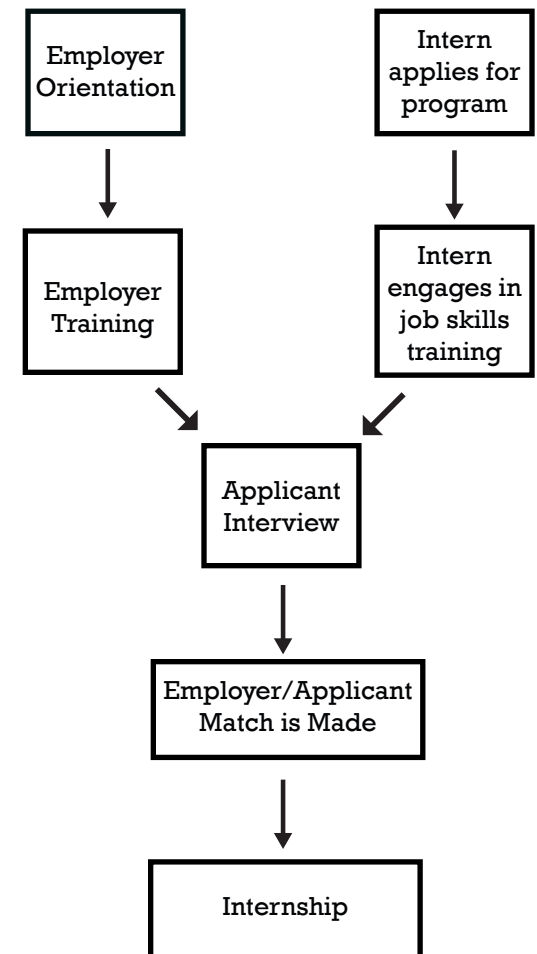 Employer
Orientation
Intern
applies for
program
Employer
Training
Intern
engages in
job skills
training
Applicant
Interview
Employer/Applicant
Match is Made
Internship